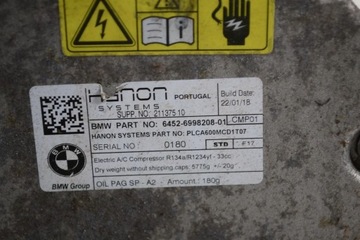 HANON
SYSTEMS
PORTUGAL
Build Date:
22/01/18
SUPP. NO.: 211375 10
BMW PART NO: 6452-6998208-01
CMP01
HANON SYSTEMS PART NO: PLCA600MCD1T07
SERIAL NO : 0180
STB
E17
Electric A/C Compressor R134a/R1234yf - 33cc
Dry weight without shipping caps: 5775g +/- 20g
BMW Group
OIL PAG SP - A2 - Amount : 180g